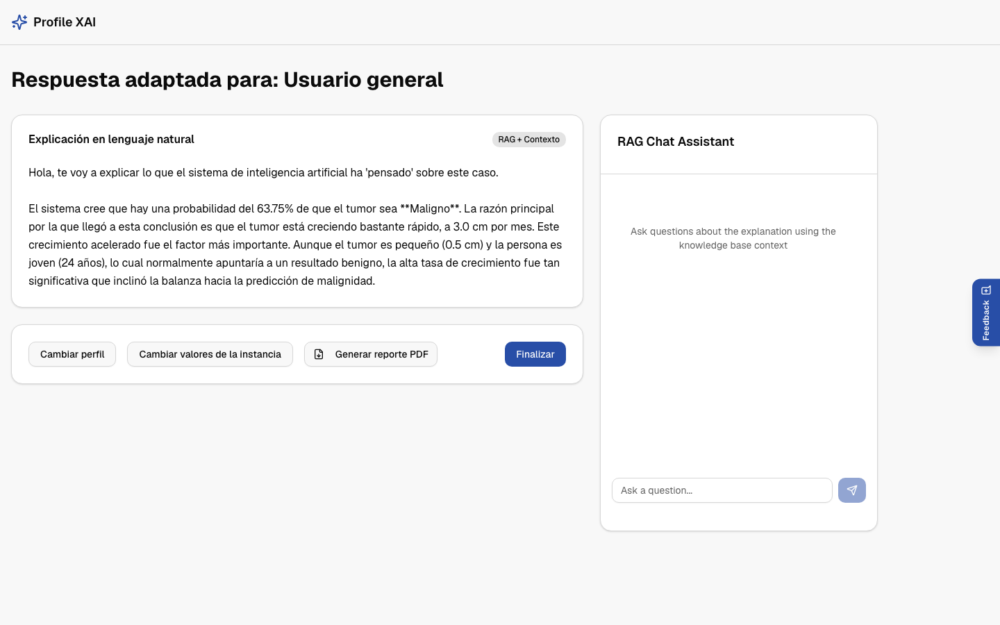 Profile XAI
Respuesta adaptada para: Usuario general
Explicación en lenguaje natural
RAG + Contexto
Hola, te voy a explicar lo que el sistema de inteligencia artificial ha 'pensado' sobre este caso.
El sistema cree que hay una probabilidad del 63.75% de que el tumor sea **Maligno**. La razón principal
por la que llegó a esta conclusión es que el tumor está creciendo bastante rápido, a 3.0 cm por mes. Este
crecimiento acelerado fue el factor más importante. Aunque el tumor es pequeño (0.5 cm) y la persona es
joven (24 años), lo cual normalmente apuntaría a un resultado benigno, la alta tasa de crecimiento fue tan
significativa que inclinó la balanza hacia la predicción de malignidad.
Cambiar perfil
Cambiar valores de la instancia
Generar reporte PDF
Finalizar
RAG Chat Assistant
Ask questions about the explanation using the
knowledge base context
Ask a question...
Feedback